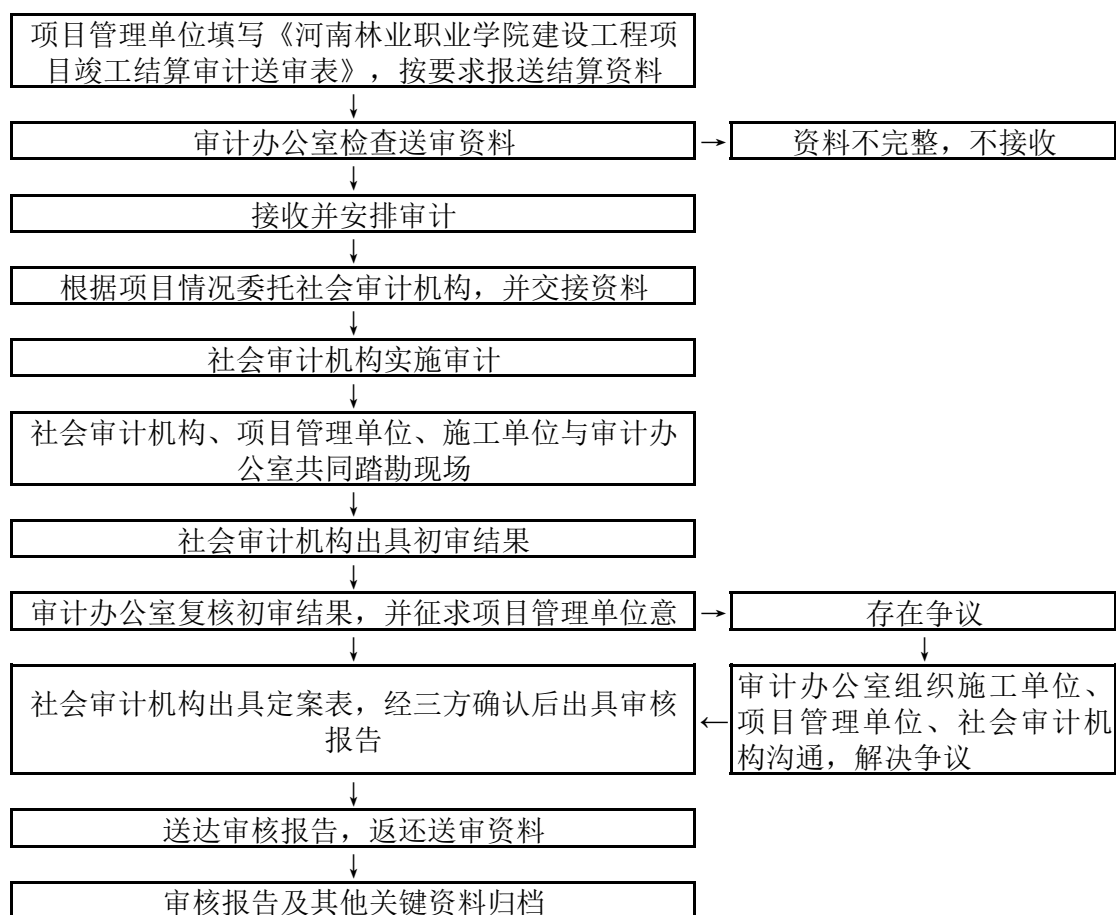 项目管理单位填写《河南林业职业学院建设工程项
目竣工结算审计送审表》，按要求报送结算资料
↓
审计办公室检查送审资料 → 资料不完整，不接收
↓
接收并安排审计
↓
根据项目情况委托社会审计机构，并交接资料
↓
社会审计机构实施审计
↓
社会审计机构、项目管理单位、施工单位与审计办
公室共同踏勘现场
↓
社会审计机构出具初审结果
↓
审计办公室复核初审结果，并征求项目管理单位意 → 存在争议
↓ ↓
社会审计机构出具定案表，经三方确认后出具审核
报告
←
审计办公室组织施工单位、
项目管理单位、社会审计机
构沟通，解决争议
↓
送达审核报告，返还送审资料
↓
审核报告及其他关键资料归档